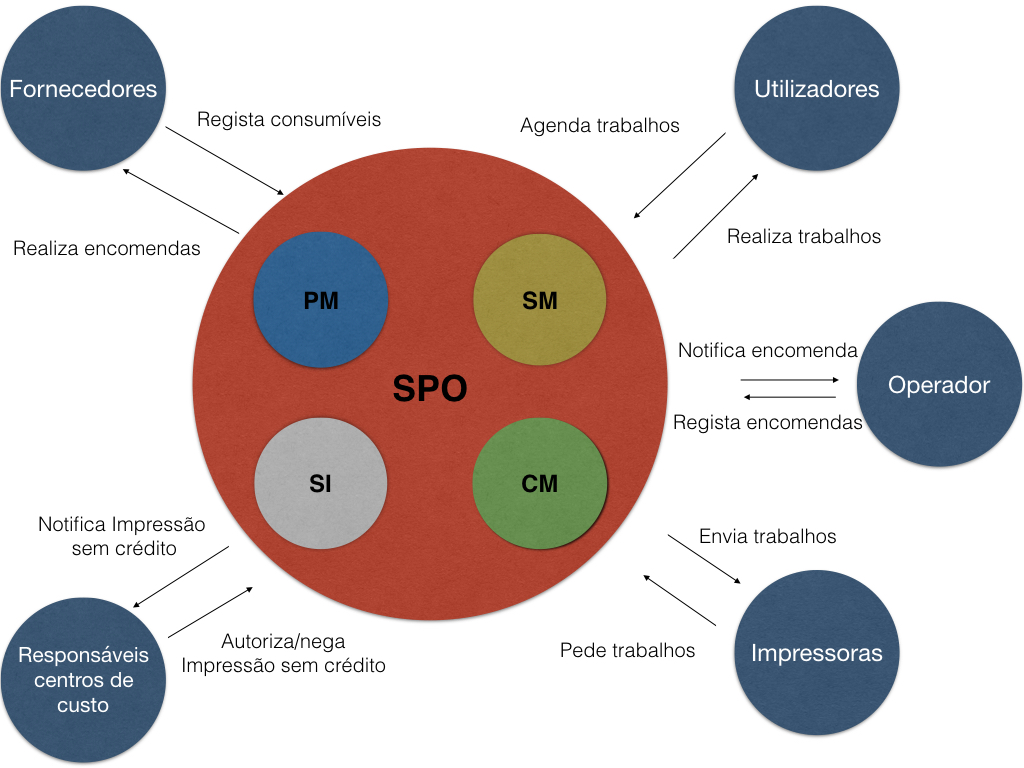 Fornecedores
Utilizadores
Regista consumíveis
Agenda trabalhos
Realiza encomendas
Realiza trabalhos
PM
SM
Notifica encomenda
SPO
Operador
Regista encomendas
SI
CM
Notifica Impressão
sem crédito
Envia trabalhos
Autoriza/nega
Impressão sem crédito
Pede trabalhos
Impressoras
Responsáveis
centros de
custo